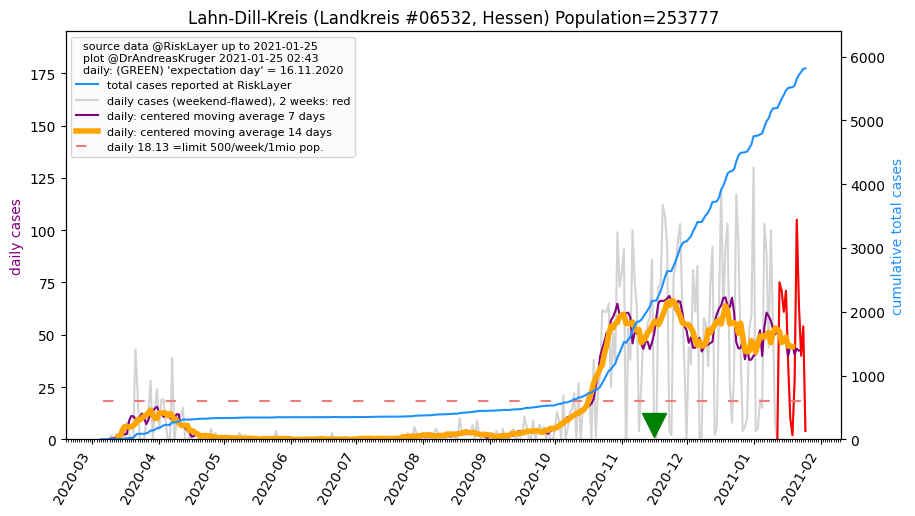 Lahn-Dill-Kreis (Landkreis #06532, Hessen) Population=253777
source data @RiskLayer up to 2021-01-25
plot @DrAndreasKruger 2021-01-25 02:43
daily: (GREEN) 'expectation day' = 16.11.2020
total cases reported at RiskLayer
daily cases (weekend-flawed), 2 weeks: red
daily: centered moving average 7 days
daily: centered moving average 14 days
daily 18.13 =limit 500/week/1mio pop.
daily cases
175
150
125
100
75
50
25
0
cumulative total cases
6000
5000
4000
3000
2000
1000
0
2020-03
2020-04
2020-05
2020-06
2020-07
2020-08
2020-09
2020-10
2020-11
2020-12
2021-01
2021-02